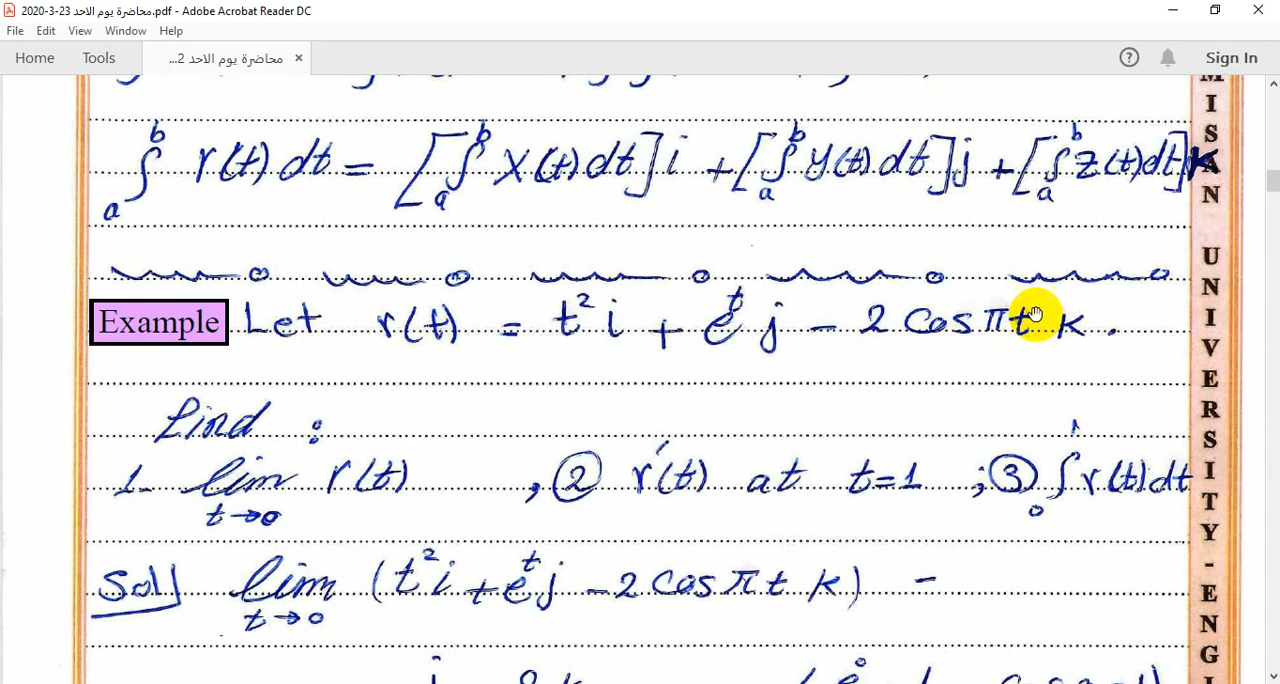 محاضرة يوم الاحد 23-3-2020.pdf - Adobe Acrobat Reader DC
File Edit View Window Help
Home Tools محاضرة يوم الاحد 2... × ? Sign In
∫_a^b r(t) dt = [∫_a^b x(t) dt] i + [∫_a^b y(t) dt] j + [∫_a^b z(t) dt] k
Example Let r(t) = t² i + e^t j - 2 cos πt k .
Find :
1- lim_{t→0} r(t) , ② r'(t) at t=1 ; ③ ∫_0^1 r(t) dt
Sol) lim_{t→0} (t² i + e^t j - 2 cos πt k) =
MISAN UNIVERSITY - ENG